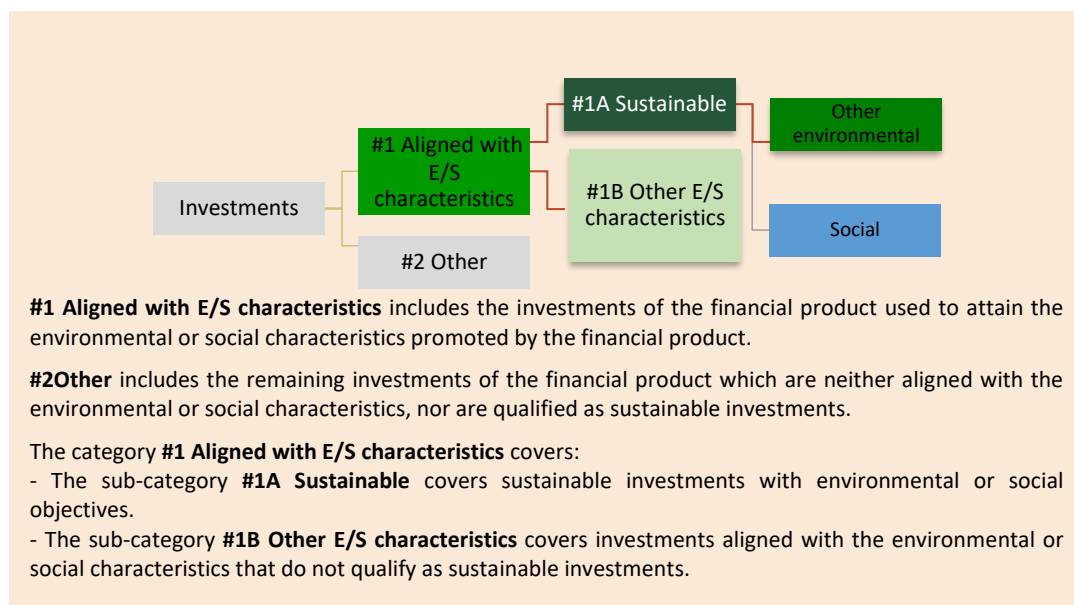 Investments
#1 Aligned with
E/S
characteristics
#2 Other
#1A Sustainable
#1B Other E/S
characteristics
Other
environmental
Social
#1 Aligned with E/S characteristics includes the investments of the financial product used to attain the
environmental or social characteristics promoted by the financial product.
#2Other includes the remaining investments of the financial product which are neither aligned with the
environmental or social characteristics, nor are qualified as sustainable investments.
The category #1 Aligned with E/S characteristics covers:
- The sub-category #1A Sustainable covers sustainable investments with environmental or social
objectives.
- The sub-category #1B Other E/S characteristics covers investments aligned with the environmental or
social characteristics that do not qualify as sustainable investments.